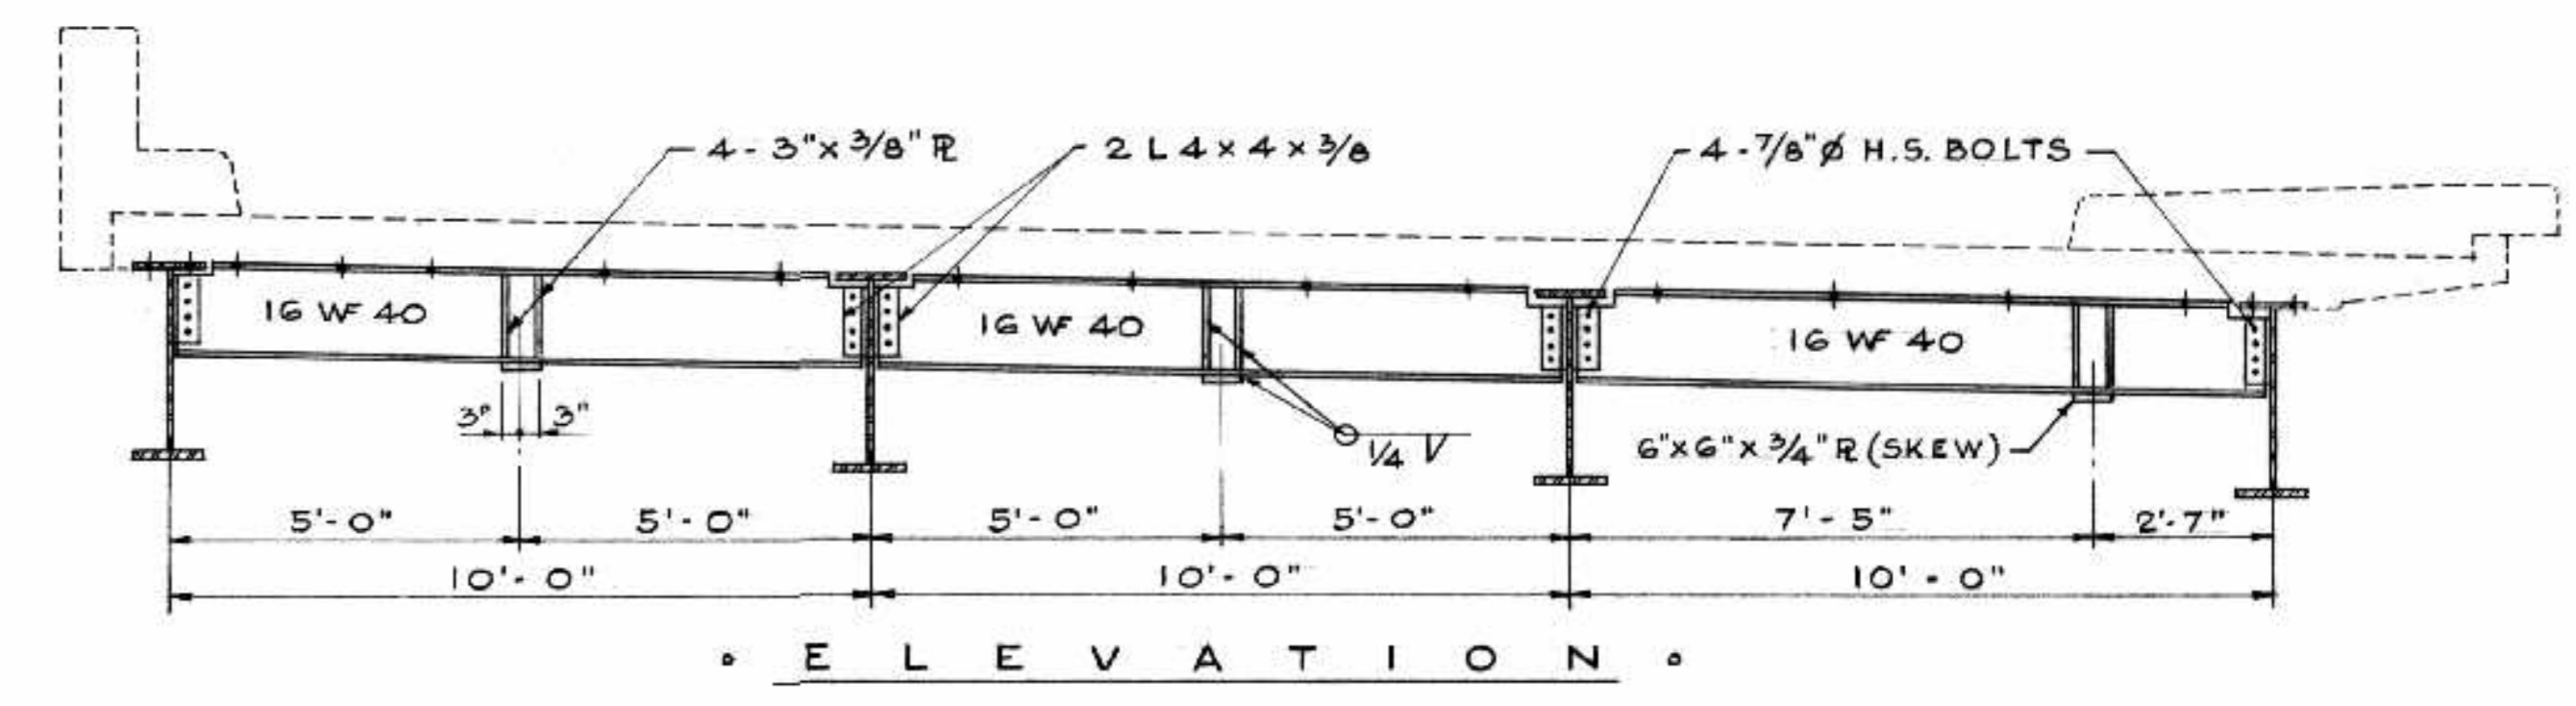 4 - 3" x 3/8" ℞
2 L 4 x 4 x 3/8
4 - 7/8" Ø H.S. BOLTS
16 WF 40
16 WF 40
16 WF 40
3" 3"
1/4 V
6" x 6" x 3/4" ℞ (SKEW)
5'-0" 5'-0" 5'-0" 5'-0" 7'-5" 2'-7"
10'-0" 10'-0" 10'-0"
ELEVATION